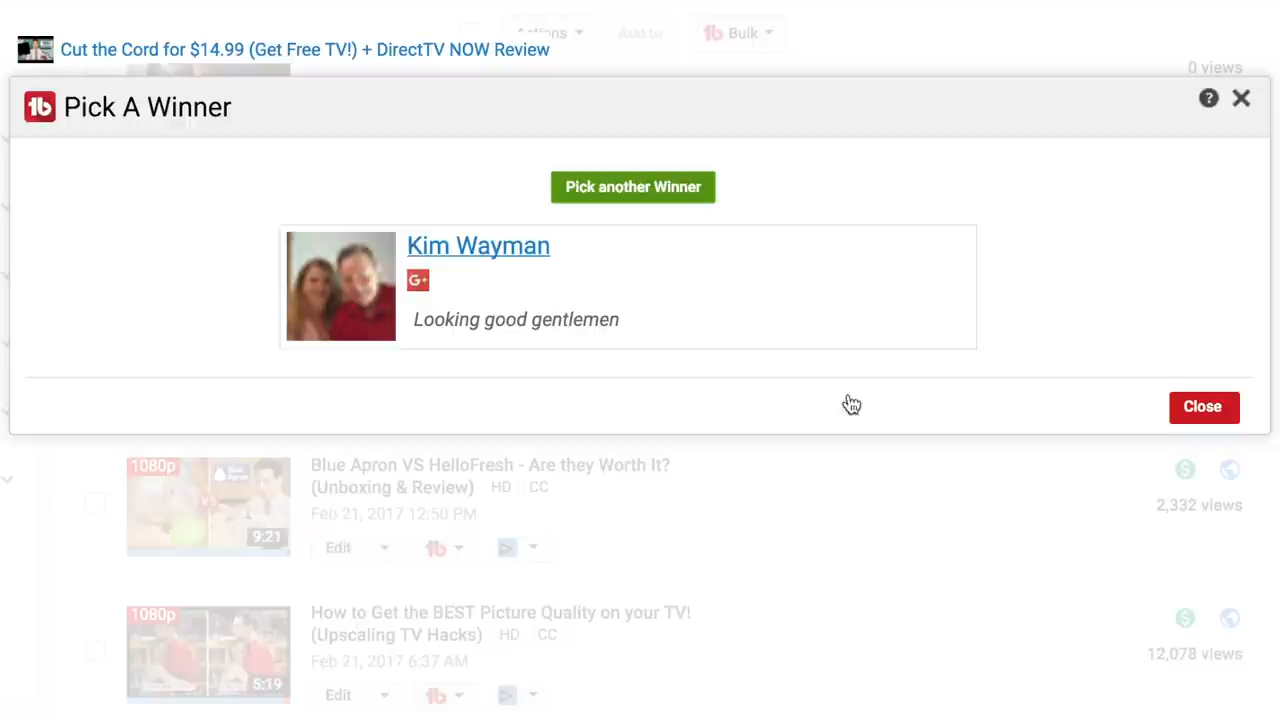 Actions
Add to
Bulk
Cut the Cord for $14.99 (Get Free TV!) + DirectTV NOW Review
0 views
Pick A Winner
Pick another Winner
Kim Wayman
G+
Looking good gentlemen
Close
1080p
9:21
Blue Apron VS HelloFresh - Are they Worth It?
(Unboxing & Review) HD CC
Feb 21, 2017 12:50 PM
2,332 views
Edit
1080p
5:19
How to Get the BEST Picture Quality on your TV!
(Upscaling TV Hacks) HD CC
Feb 21, 2017 6:37 AM
12,078 views
Edit